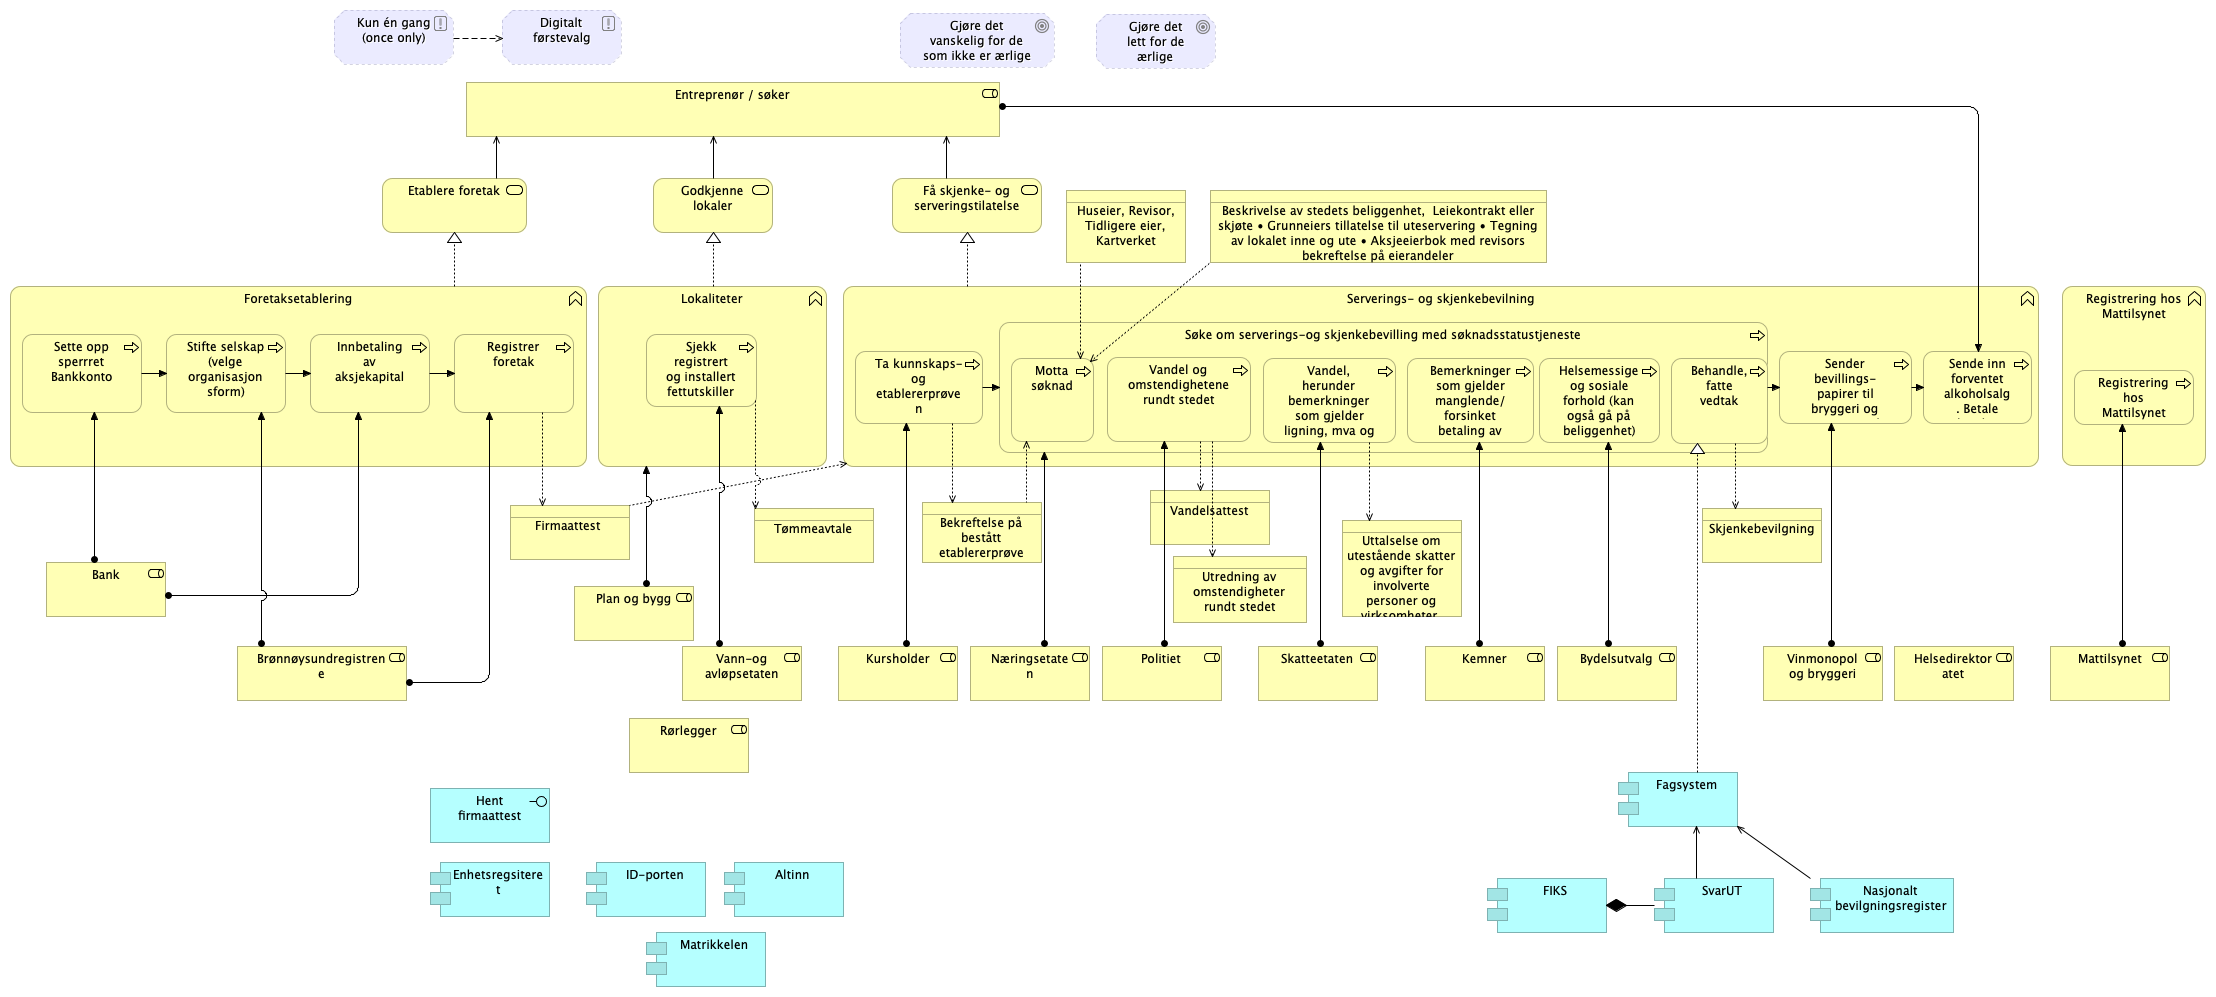 Kun én gang
(once only)
Digitalt
førstevalg
Gjøre det
vanskelig for de
som ikke er ærlige
Gjøre det
lett for de
ærlige
Entreprenør / søker
Etablere foretak
Godkjenne
lokaler
Få skjenke- og
serveringstilatelse
Huseier, Revisor,
Tidligere eier,
Kartverket
Beskrivelse av stedets beliggenhet,  Leiekontrakt eller
skjøte • Grunneiers tillatelse til uteservering • Tegning
av lokalet inne og ute • Aksjeeierbok med revisors
bekreftelse på eierandeler
Foretaksetablering
Lokaliteter
Serverings- og skjenkebevilning
Registrering hos
Mattilsynet
Sette opp
sperrret
Bankkonto
Stifte selskap
(velge
organisasjon
sform)
Innbetaling
av
aksjekapital
Registrer
foretak
Sjekk
registrert
og installert
fettutskiller
Søke om serverings-og skjenkebevilling med søknadsstatustjeneste
Ta kunnskaps-
og
etablererprøve
n
Motta
søknad
Vandel og
omstendighetene
rundt stedet
Vandel,
herunder
bemerkninger
som gjelder
ligning, mva og
Bemerkninger
som gjelder
manglende/
forsinket
betaling av
Helsemessige
og sosiale
forhold (kan
også gå på
beliggenhet)
Behandle,
fatte
vedtak
Sender
bevillings-
papirer til
bryggeri og
Sende inn
forventet
alkoholsalg
. Betale
Registrering
hos
Mattilsynet
Firmaattest
Tømmeavtale
Bekreftelse på
bestått
etablererprøve
Vandelsattest
Utredning av
omstendigheter
rundt stedet
Uttalselse om
utestående skatter
og avgifter for
involverte
personer og
virksomheter
Skjenkebevilgning
Bank
Plan og bygg
Brønnøysundregistren
e
Vann-og
avløpsetaten
Kursholder
Næringsetate
n
Politiet
Skatteetaten
Kemner
Bydelsutvalg
Vinmonopol
og bryggeri
Helsedirektor
atet
Mattilsynet
Rørlegger
Hent
firmaattest
Fagsystem
Enhetsregsitere
t
ID-porten
Altinn
FIKS
SvarUT
Nasjonalt
bevilgningsregister
Matrikkelen